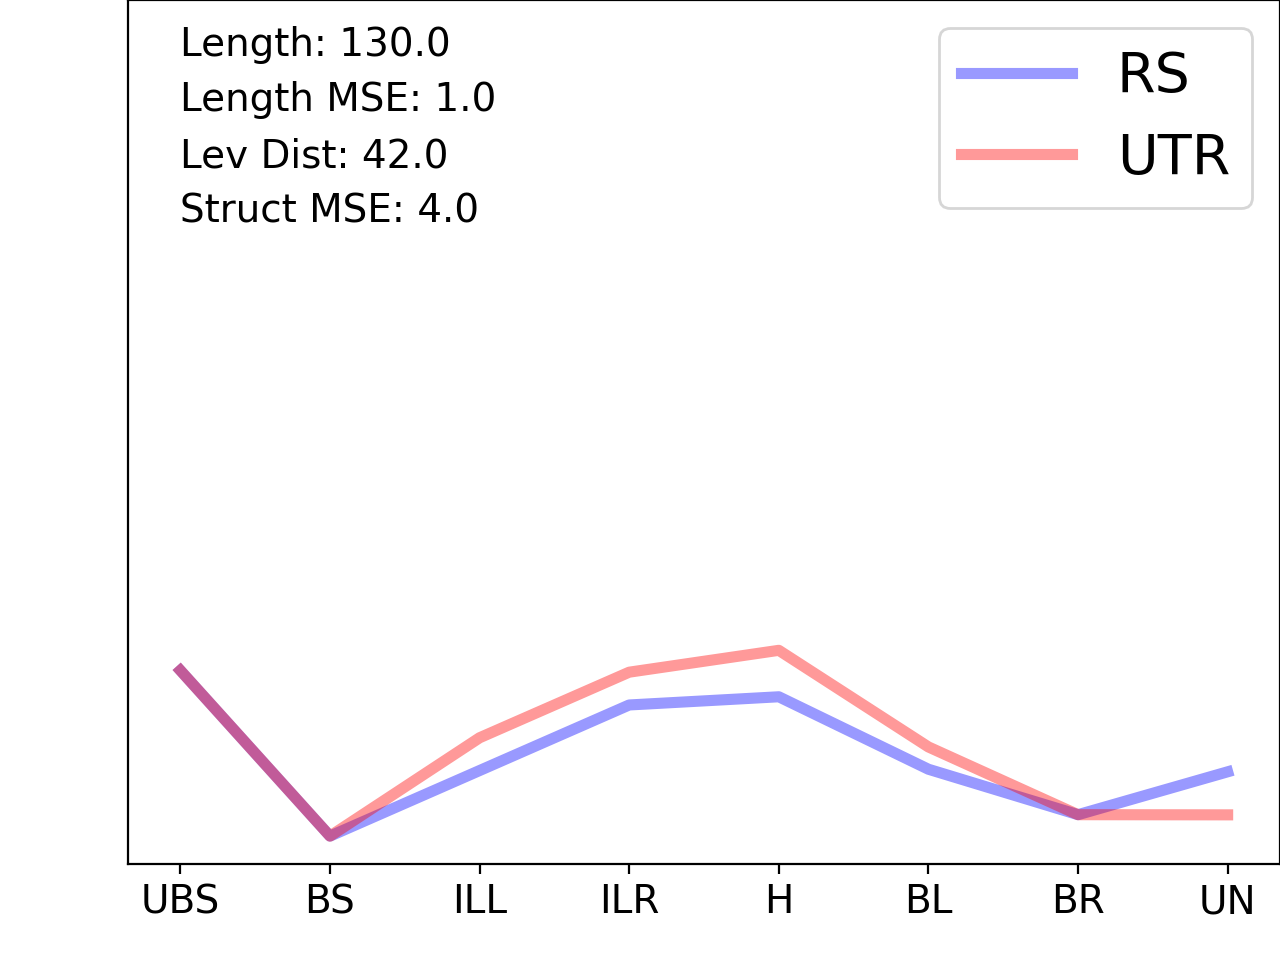 Length: 130.0
Length MSE: 1.0
Lev Dist: 42.0
Struct MSE: 4.0
RS
UTR
UBS BS ILL ILR H BL BR UN